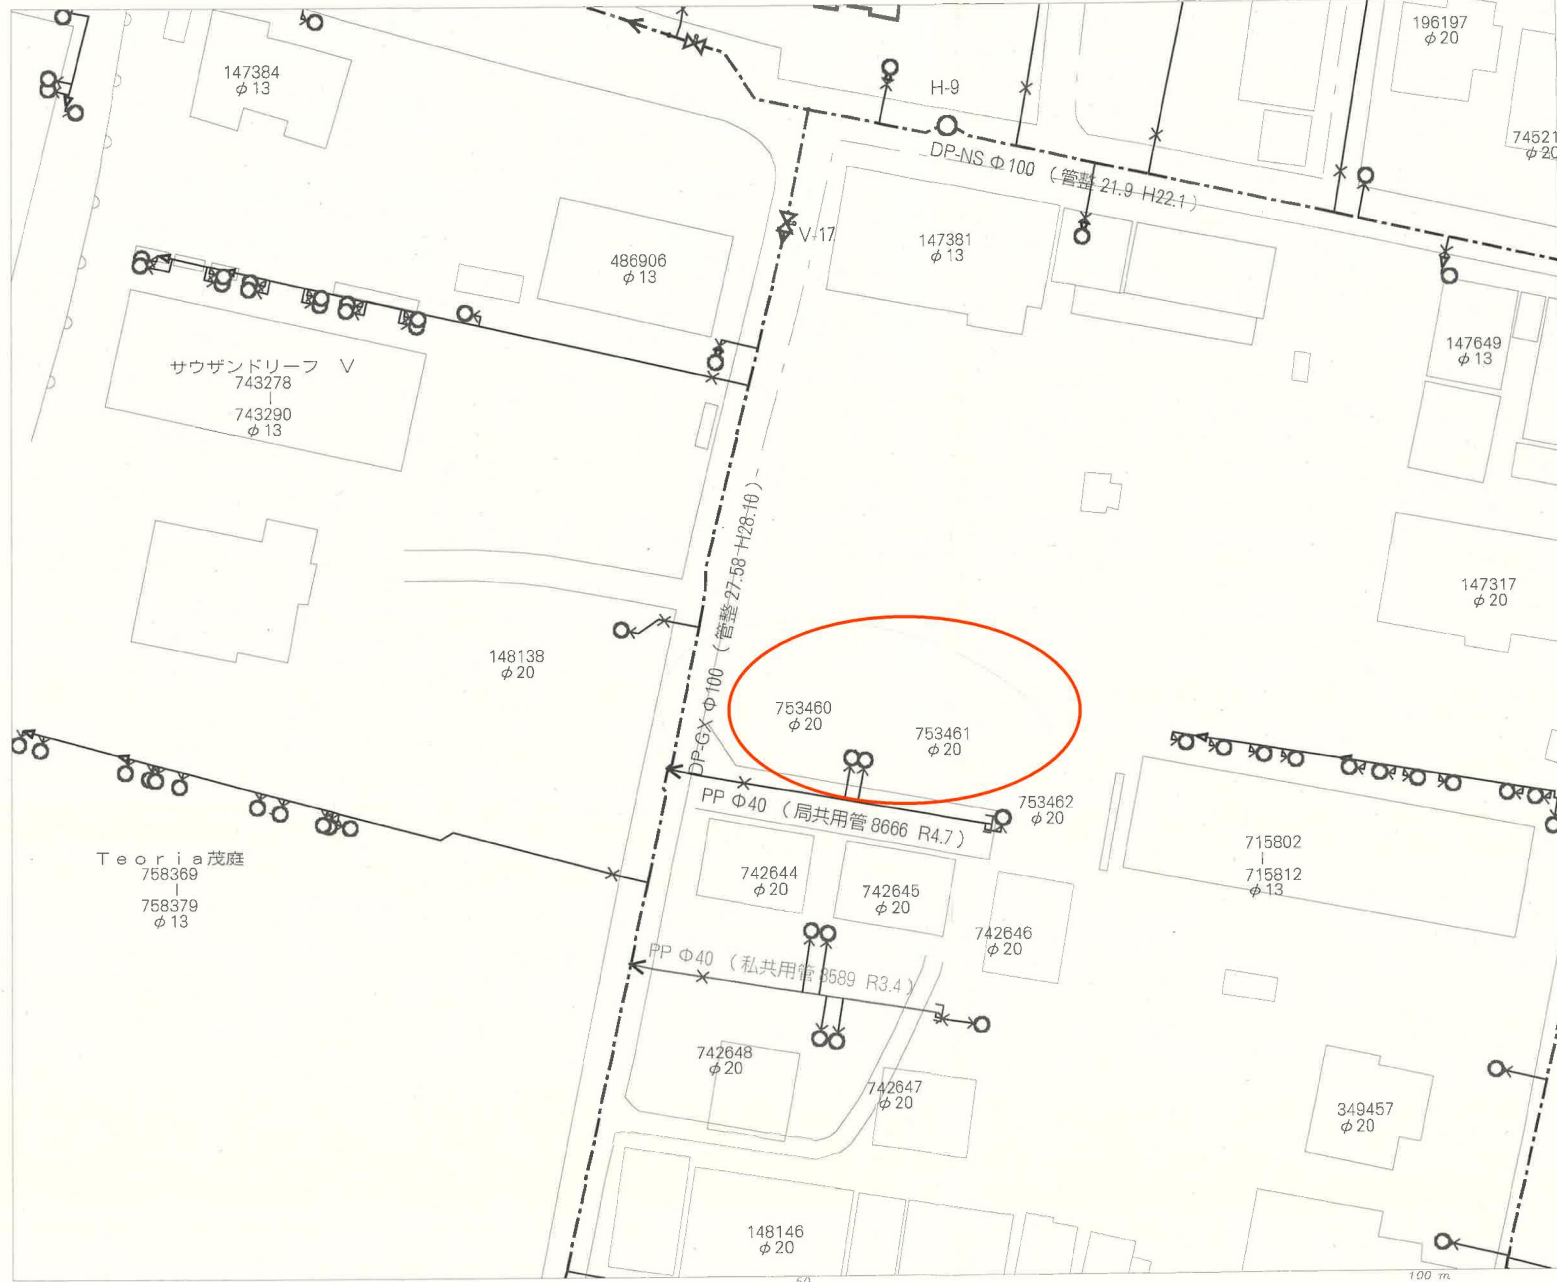 196197
φ20
147384
φ13
H-9
74521
φ20
DP-NS Φ100 （管整 21.9 H22.1）
V-17
147381
φ13
486906
φ13
147649
φ13
サウザンドリーフ Ⅴ
743278
|
743290
φ13
DP-GX Φ100 （管整 27.58 H28.10）
147317
φ20
148138
φ20
753460
φ20
753461
φ20
753462
φ20
PP Φ40 （局共用管 8666 R4.7）
715802
|
715812
φ13
Teoria茂庭
758369
|
758379
φ13
742644
φ20
742645
φ20
742646
φ20
PP Φ40 （私共用管 8589 R3.4）
742648
φ20
742647
φ20
349457
φ20
148146
φ20
50
100 m